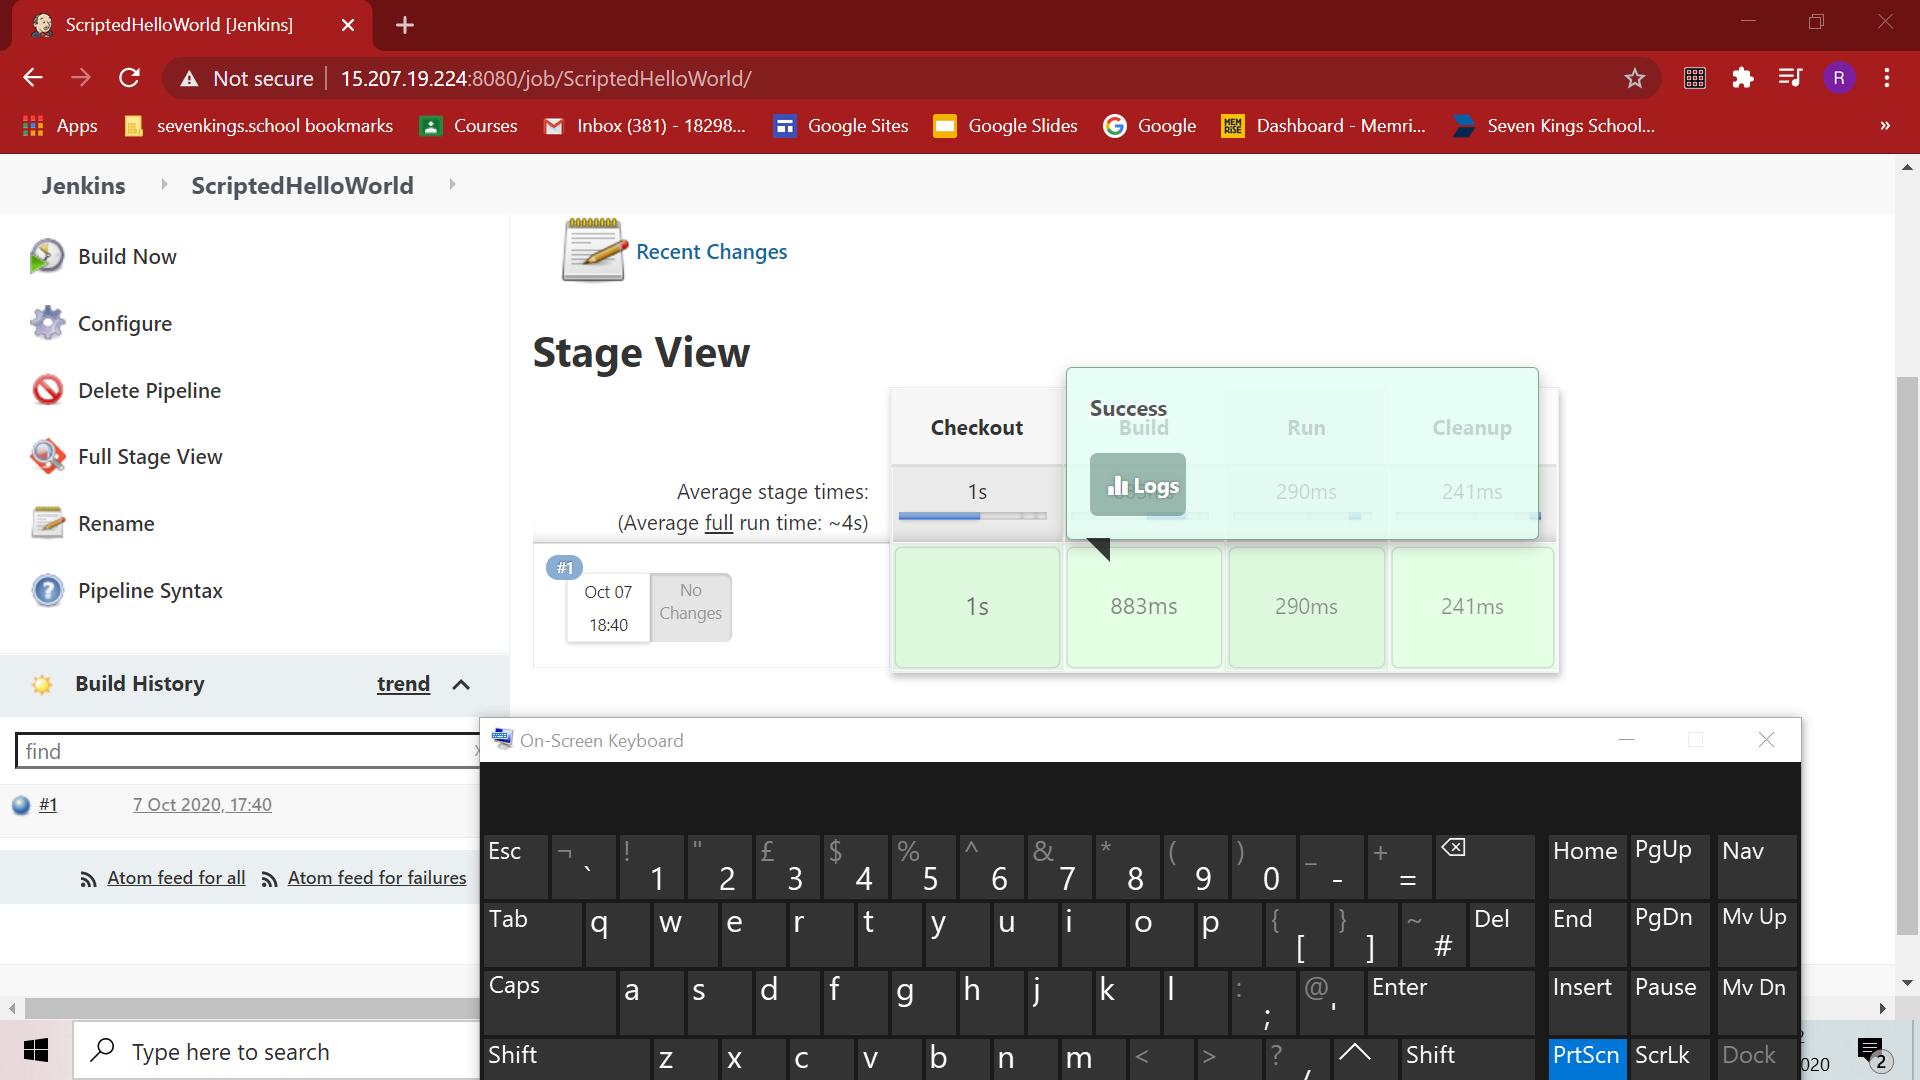 ScriptedHelloWorld [Jenkins]
Not secure 15.207.19.224:8080/job/ScriptedHelloWorld/
R
Apps sevenkings.school bookmarks Courses Inbox (381) - 18298... Google Sites Google Slides Google Dashboard - Memri... Seven Kings School... »
Jenkins ScriptedHelloWorld
Build Now
Configure
Delete Pipeline
Full Stage View
Rename
Pipeline Syntax
Build History trend
find
#1 7 Oct 2020, 17:40
Atom feed for all Atom feed for failures
Recent Changes
Stage View
Success
Logs
Checkout Build Run Cleanup
Average stage times:
(Average full run time: ~4s)
1s 883ms 290ms 241ms
#1
Oct 07
18:40
No
Changes
1s 883ms 290ms 241ms
On-Screen Keyboard
Esc ¬ ` ! 1 " 2 £ 3 $ 4 % 5 ^ 6 & 7 * 8 ( 9 ) 0 _ - + = Home PgUp Nav
Tab q w e r t y u i o p { [ } ] ~ # Del End PgDn Mv Up
Caps a s d f g h j k l : ; @ ' Enter Insert Pause Mv Dn
Shift z x c v b n m < > ? / Shift PrtScn ScrLk Dock
Type here to search
020
2